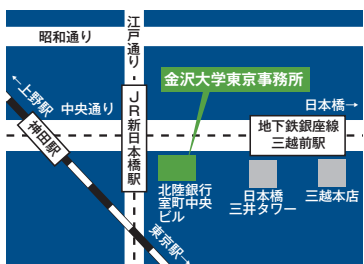 昭和通り
江戸通り
金沢大学東京事務所
←上野駅
中央通り
日本橋→
JR新日本橋駅
神田駅
地下鉄銀座線
三越前駅
北陸銀行
室町中央
ビル
日本橋
三井タワー
三越本店
東京駅→